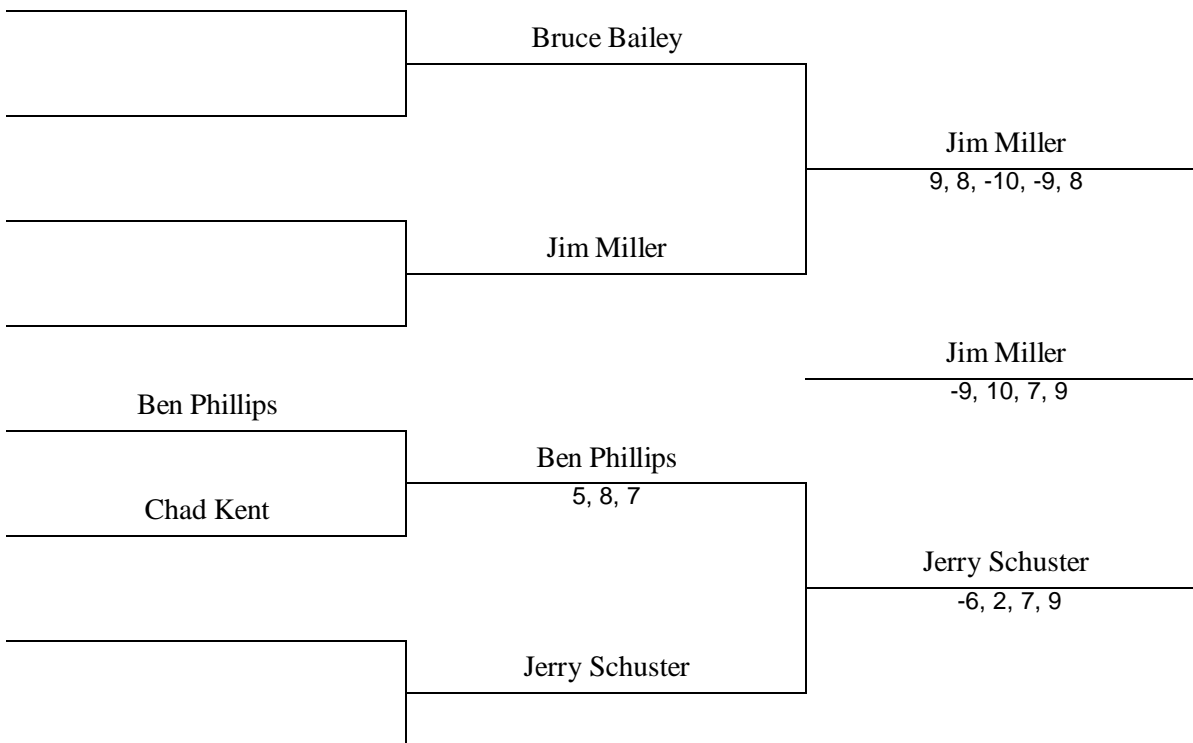 Bruce Bailey
Jim Miller
9, 8, -10, -9, 8
Jim Miller
Jim Miller
-9, 10, 7, 9
Ben Phillips
Ben Phillips
5, 8, 7
Chad Kent
Jerry Schuster
-6, 2, 7, 9
Jerry Schuster